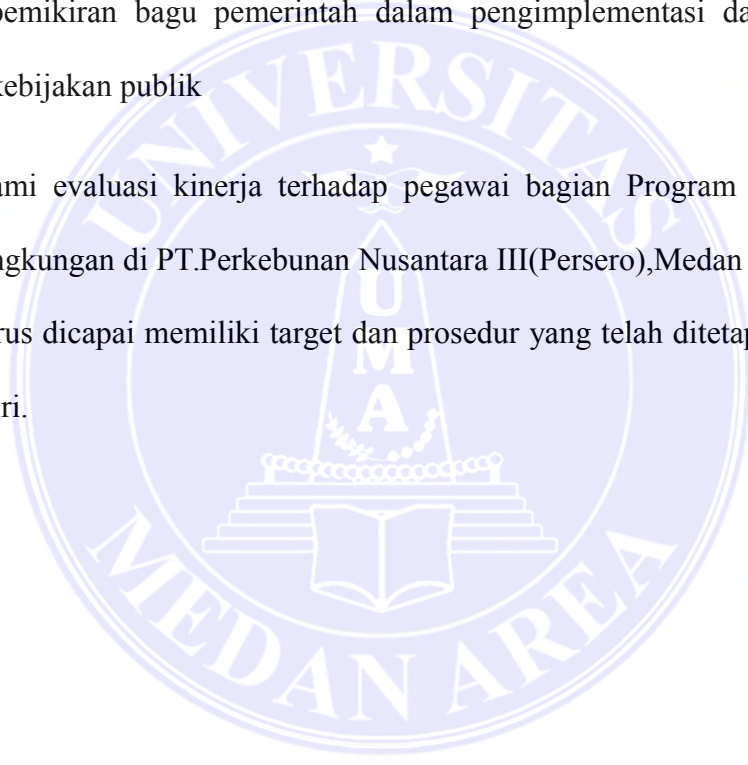 pemikiran bagu pemerintah dalam pengimplementasi da
kebijakan publik
ami evaluasi kinerja terhadap pegawai bagian Program
ngkungan di PT.Perkebunan Nusantara III(Persero),Medan
rus dicapai memiliki target dan prosedur yang telah ditetap
ri.
UNIVERSITAS
U
M
A
MEDAN AREA